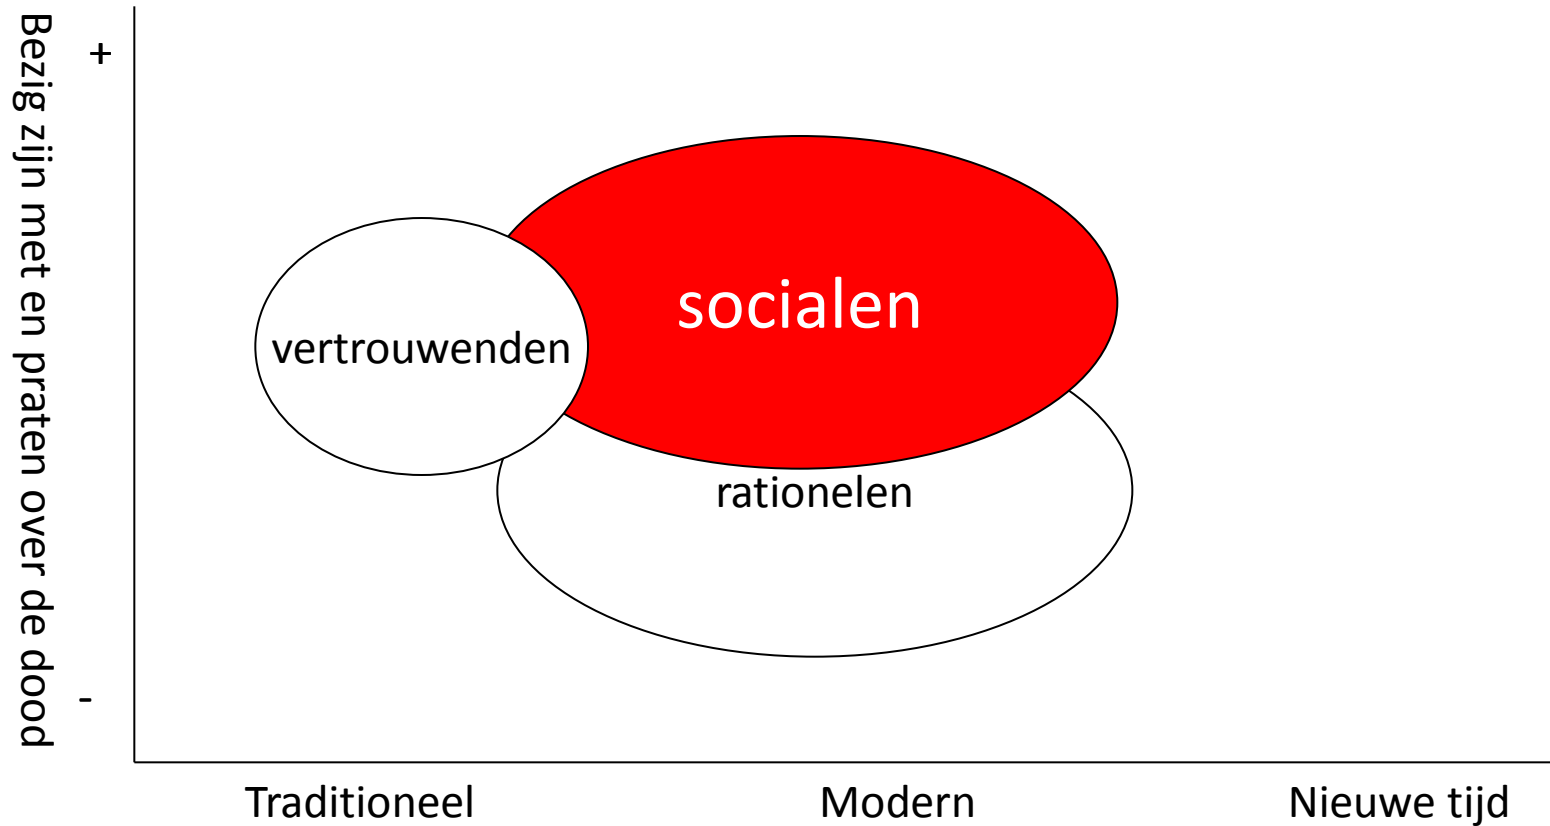 Bezig zijn met en praten over de dood
+
socialen
vertrouwenden
rationelen
-
Traditioneel
Modern
Nieuwe tijd